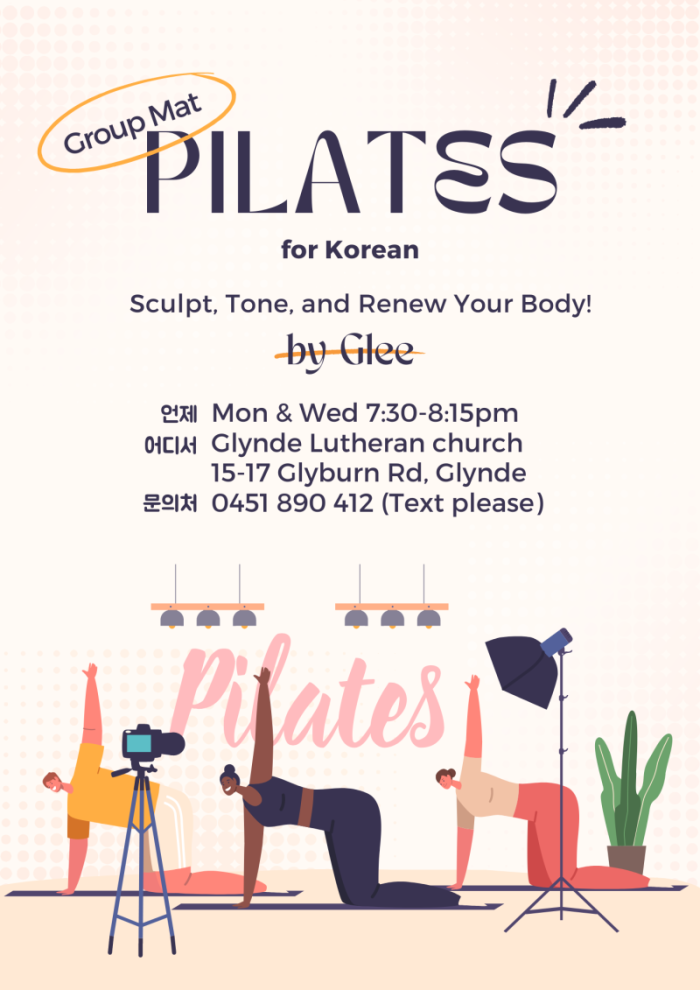 Group Mat
PILATES
for Korean
Sculpt, Tone, and Renew Your Body!
by Glee
언제 Mon & Wed 7:30-8:15pm
어디서 Glynde Lutheran church
15-17 Glyburn Rd, Glynde
문의처 0451 890 412 (Text please)
Pilates